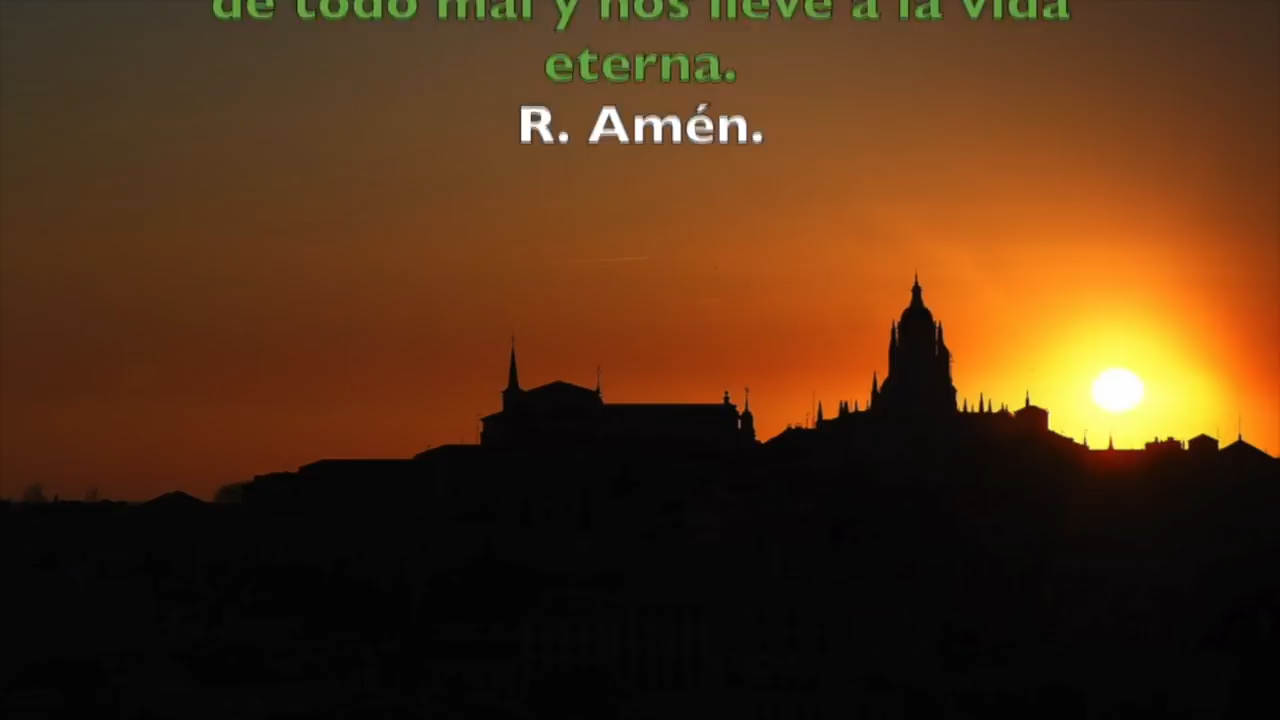 de todo mal y nos lleve a la vida
eterna.
R. Amén.